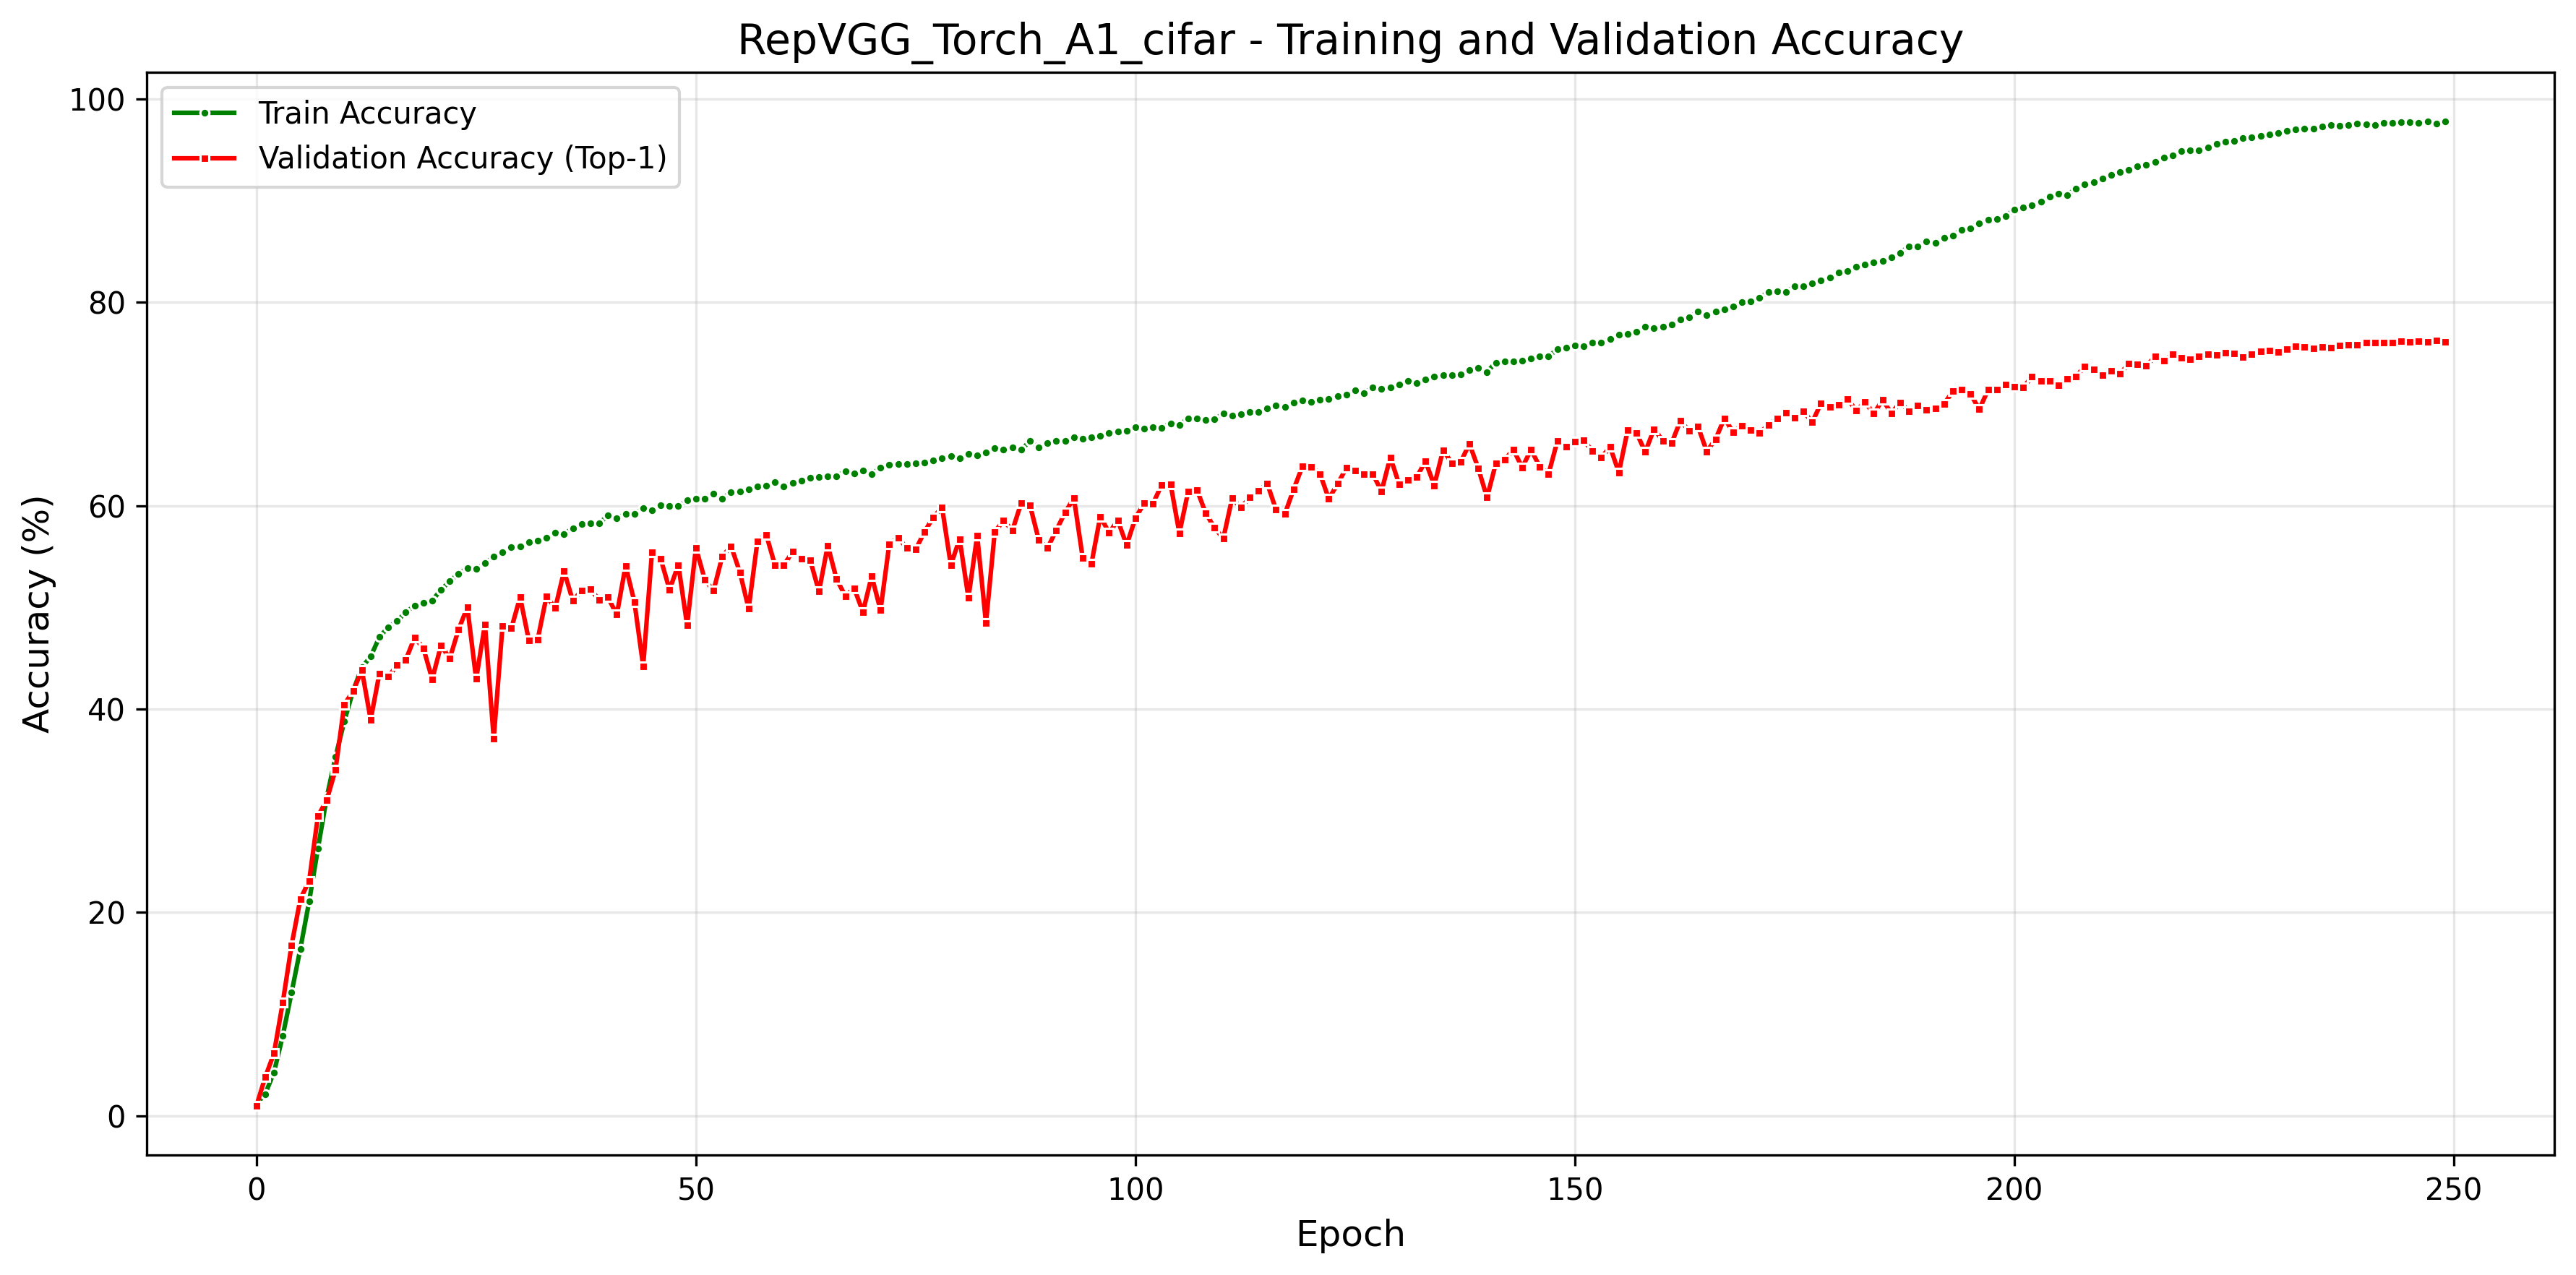 RepVGG_Torch_A1_cifar - Training and Validation Accuracy
Train Accuracy
Validation Accuracy (Top-1)
Accuracy (%)
100
80
60
40
20
0
0 50 100 150 200 250
Epoch